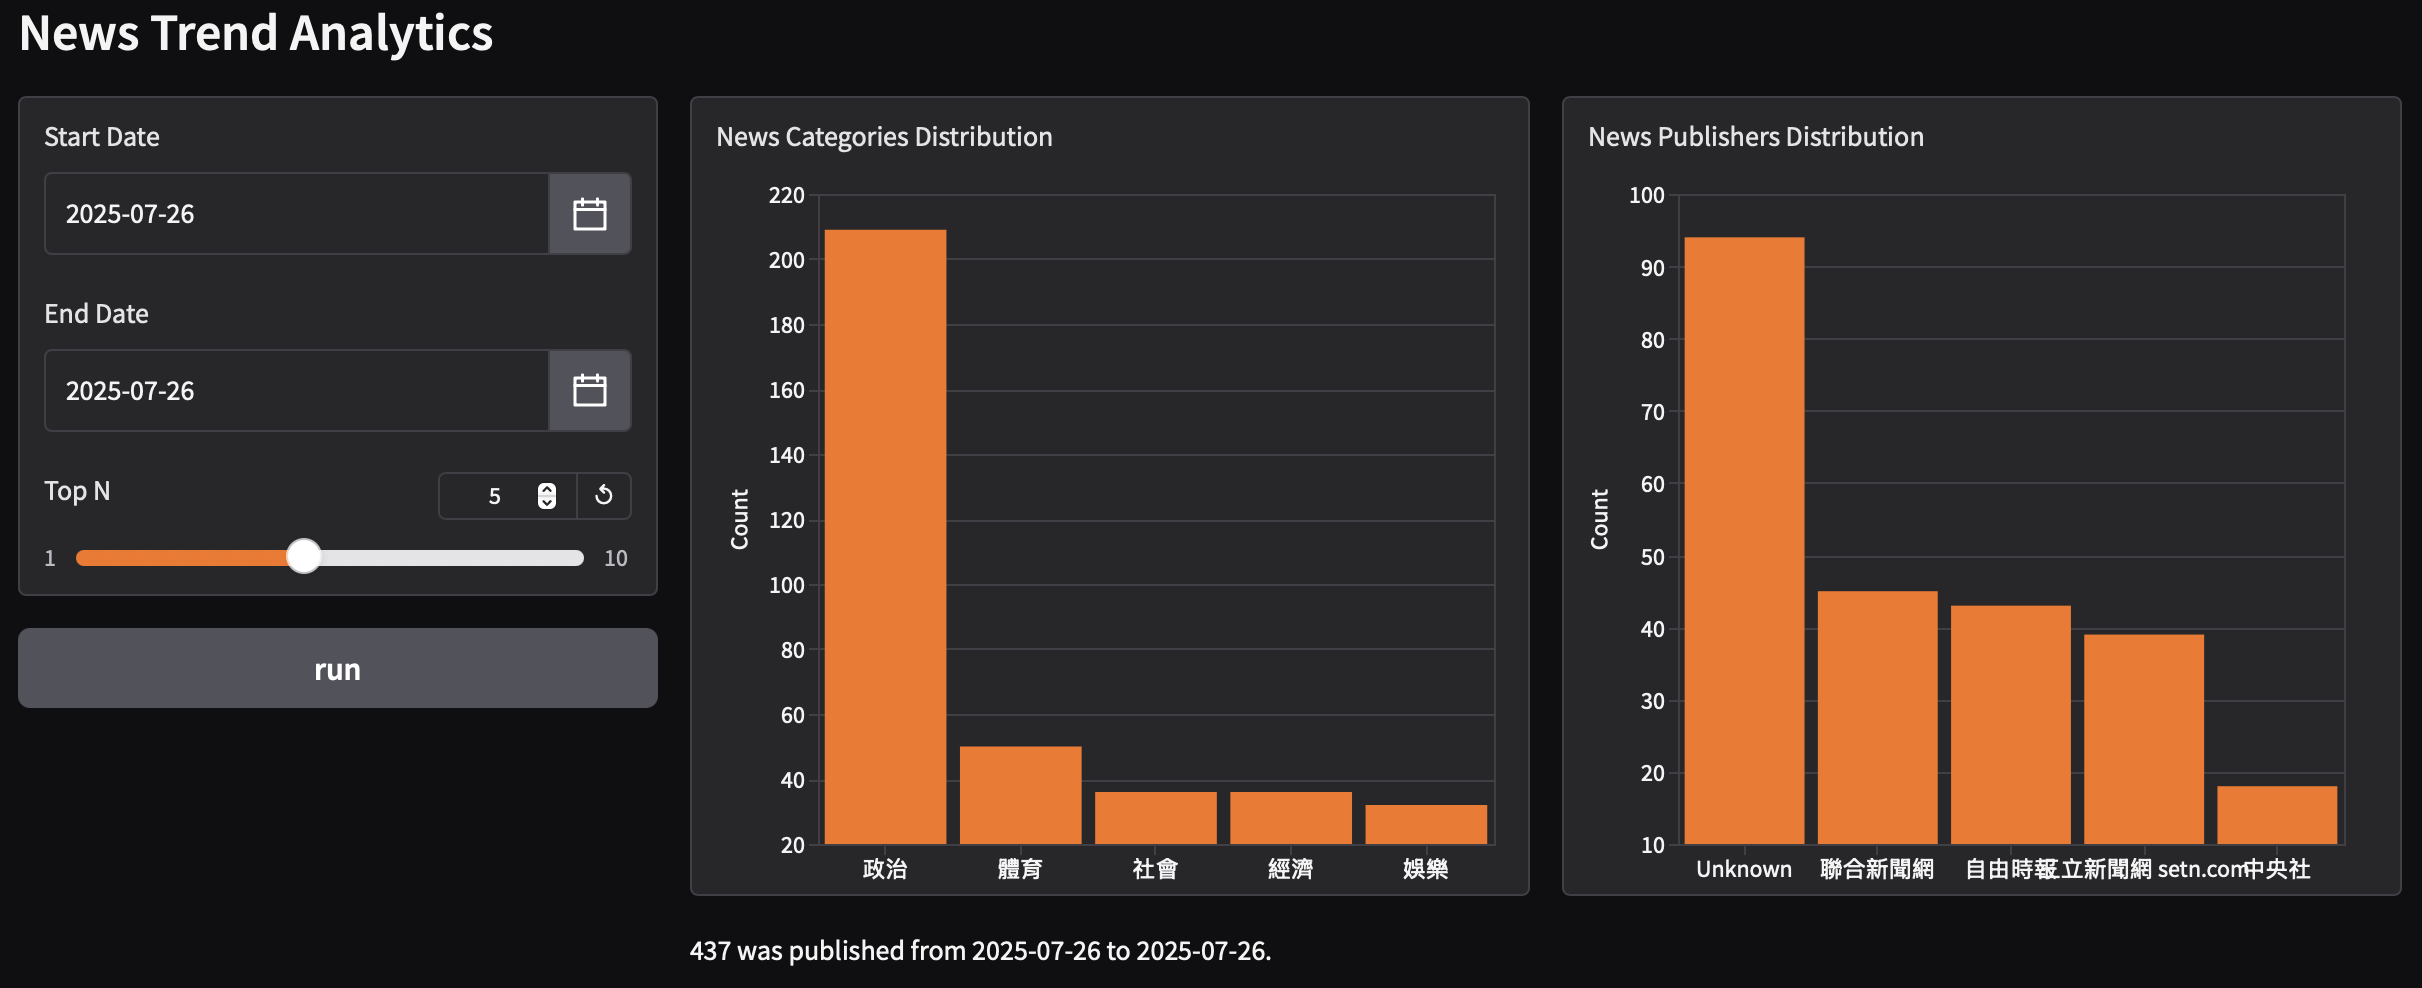 News Trend Analytics
Start Date
2025-07-26
End Date
2025-07-26
Top N
5
1
10
run
News Categories Distribution
220
200
180
160
140
120
100
80
60
40
20
Count
政治
體育
社會
經濟
娛樂
News Publishers Distribution
100
90
80
70
60
50
40
30
20
10
Count
Unknown
聯合新聞網
自由時報
三立新聞網 setn.com
中央社
437 was published from 2025-07-26 to 2025-07-26.